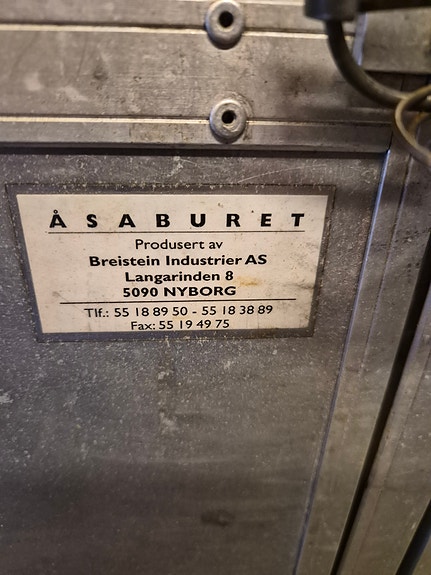 ÅSABURET
Produsert av
Breistein Industrier AS
Langarinden 8
5090 NYBORG
Tlf.: 55 18 89 50 - 55 18 38 89
Fax: 55 19 49 75